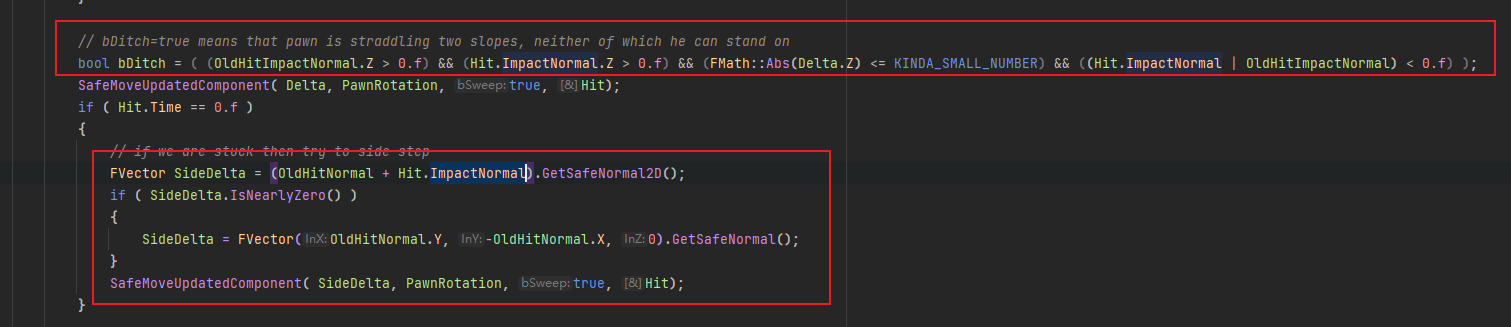 }
// bDitch=true means that pawn is straddling two slopes, neither of which he can stand on
bool bDitch = ( (OldHitImpactNormal.Z > 0.f) && (Hit.ImpactNormal.Z > 0.f) && (FMath::Abs(Delta.Z) <= KINDA_SMALL_NUMBER) && ((Hit.ImpactNormal | OldHitImpactNormal) < 0.f) );
SafeMoveUpdatedComponent( Delta, PawnRotation, bSweep: true, [&] Hit);
if ( Hit.Time == 0.f )
{
// if we are stuck then try to side step
FVector SideDelta = (OldHitNormal + Hit.ImpactNormal).GetSafeNormal2D();
if ( SideDelta.IsNearlyZero() )
{
SideDelta = FVector( InX: OldHitNormal.Y, InY: -OldHitNormal.X, InZ: 0).GetSafeNormal();
}
SafeMoveUpdatedComponent( SideDelta, PawnRotation, bSweep: true, [&] Hit);
}